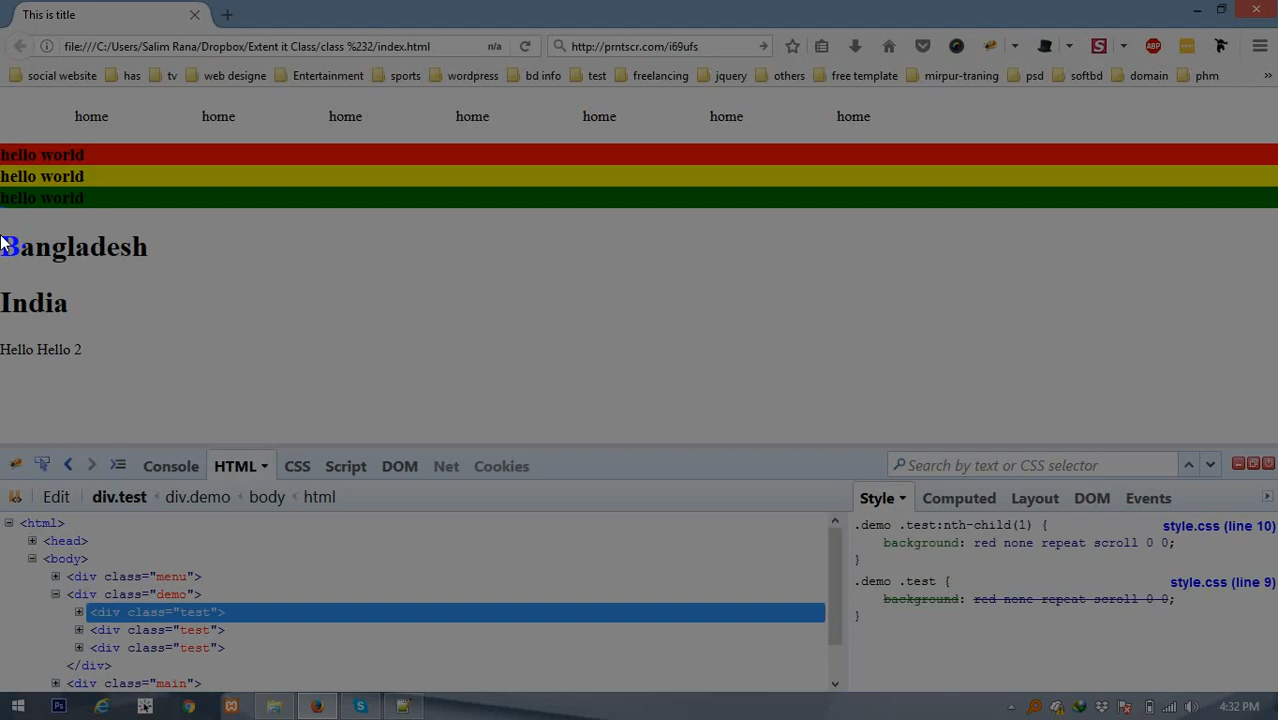 This is title
file:///C:/Users/Salim Rana/Dropbox/Extent it Class/class %232/index.html n/a http://prntscr.com/i69ufs
social website has tv web designe Entertainment sports wordpress bd info test freelancing jquery others free template mirpur-traning psd softbd domain phm »
home home home home home home home
hello world
hello world
hello world
Bangladesh
India
Hello Hello 2
Console HTML CSS Script DOM Net Cookies Search by text or CSS selector
Edit div.test < div.demo < body < html
Style Computed Layout DOM Events
<html>
<head>
<body>
<div class="menu">
<div class="demo">
<div class="test">
<div class="test">
<div class="test">
</div>
<div class="main">
.demo .test:nth-child(1) { style.css (line 10)
background: red none repeat scroll 0 0;
}
.demo .test { style.css (line 9)
background: red none repeat scroll 0 0;
}
4:32 PM